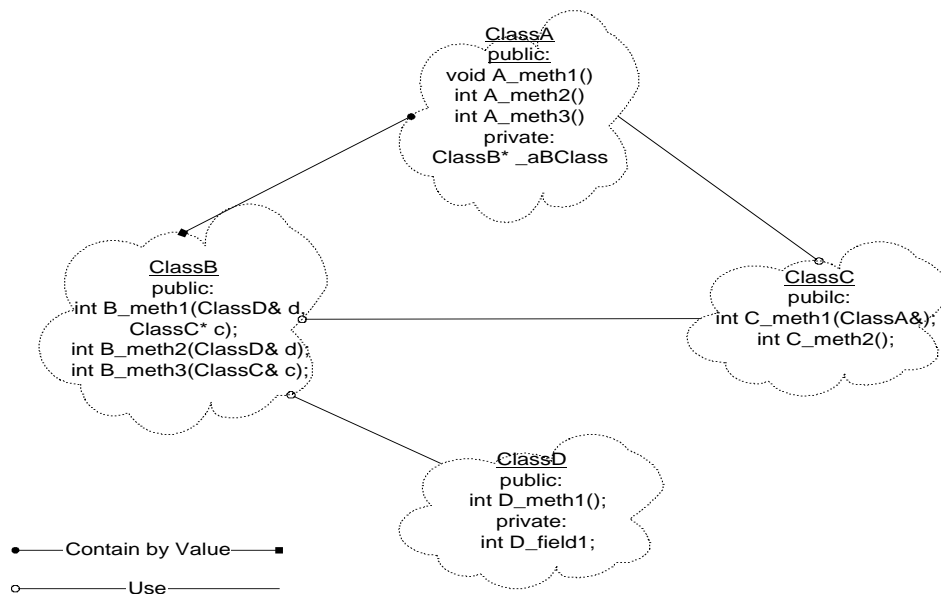 ClassA
public:
void A_meth1()
int A_meth2()
int A_meth3()
private:
ClassB* _aBClass
ClassB
public:
int B_meth1(ClassD& d,
ClassC* c);
int B_meth2(ClassD& d);
int B_meth3(ClassC& c);
ClassC
pubilc:
int C_meth1(ClassA&);
int C_meth2();
ClassD
public:
int D_meth1();
private:
int D_field1;
Contain by Value
Use